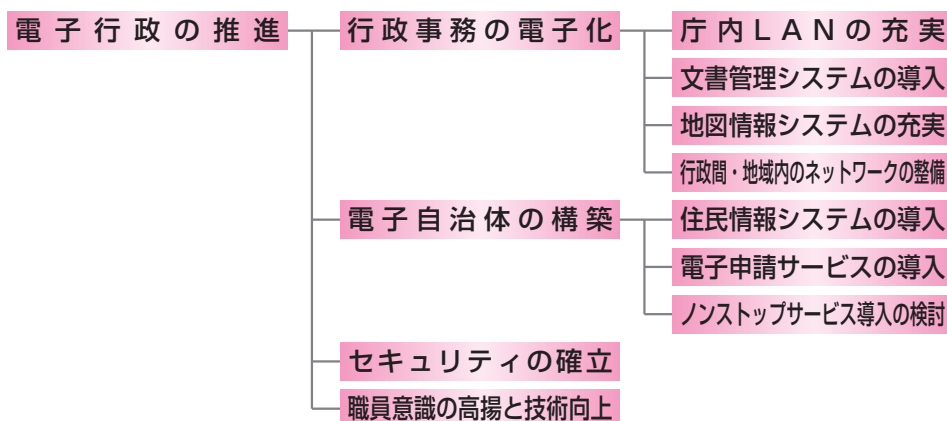 電子行政の推進
行政事務の電子化
庁内LANの充実
文書管理システムの導入
地図情報システムの充実
行政間・地域内のネットワークの整備
電子自治体の構築
住民情報システムの導入
電子申請サービスの導入
ノンストップサービス導入の検討
セキュリティの確立
職員意識の高揚と技術向上